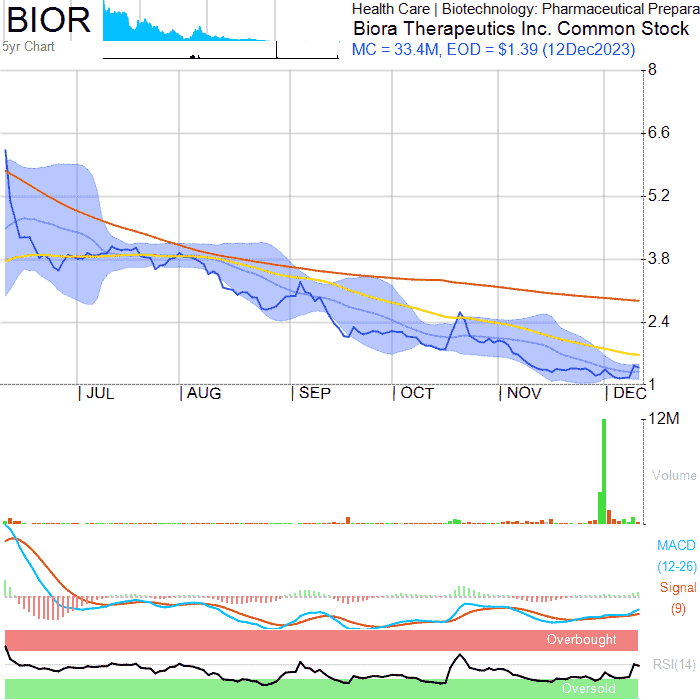 BIOR
5yr Chart
Health Care | Biotechnology: Pharmaceutical Prepara
Biora Therapeutics Inc. Common Stock
MC = 33.4M, EOD = $1.39 (12Dec2023)
8
6.6
5.2
3.8
2.4
1
JUL AUG SEP OCT NOV DEC
12M
Volume
MACD
(12-26)
Signal
(9)
Overbought
RSI(14)
Oversold